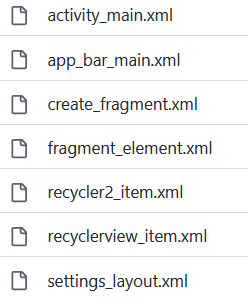 activity_main.xml
app_bar_main.xml
create_fragment.xml
fragment_element.xml
recycler2_item.xml
recyclerview_item.xml
settings_layout.xml